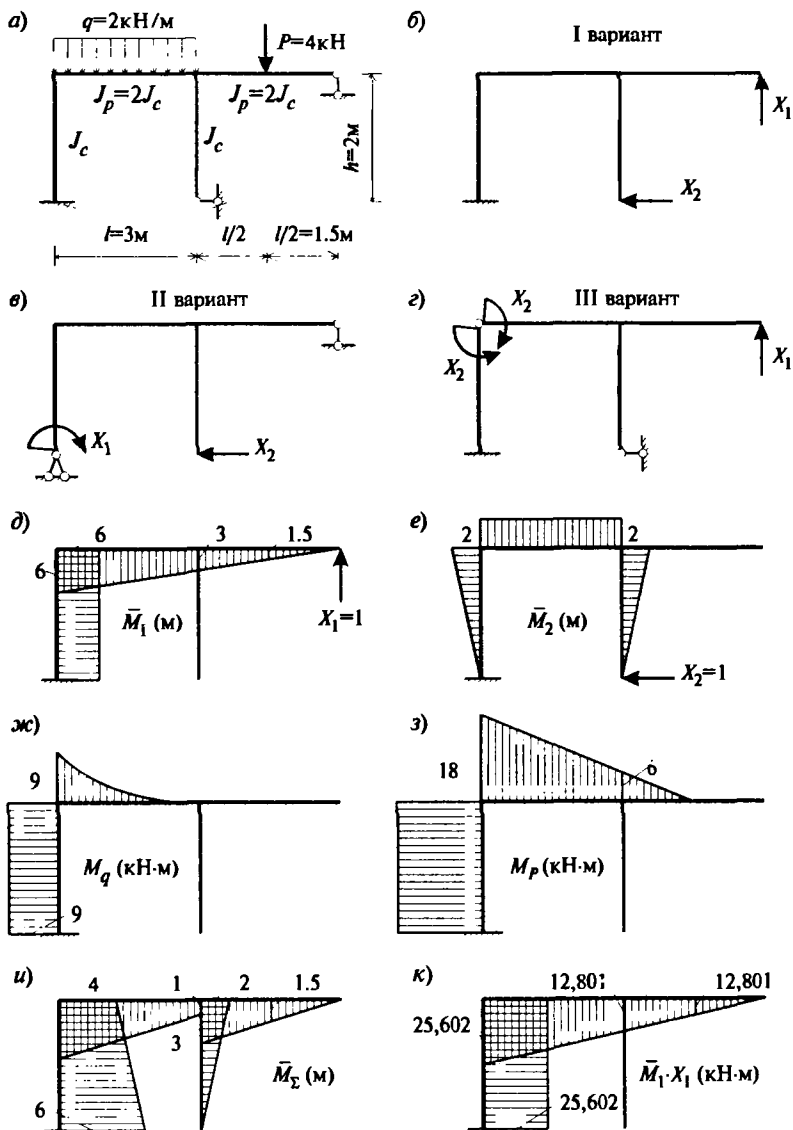 а)
q=2кН/м
P=4кН
J_p=2J_c
J_p=2J_c
J_c
J_c
h=2м
l=3м
l/2
l/2=1.5м
б)
I вариант
X_1
X_2
в)
II вариант
X_1
X_2
г)
III вариант
X_2
X_2
X_1
д)
6
3
1.5
6
M̄_1 (м)
X_1=1
е)
2
2
M̄_2 (м)
X_2=1
ж)
9
M_q (кН·м)
9
з)
18
6
M_P (кН·м)
и)
4
1
2
1.5
3
M̄_Σ (м)
6
к)
12,801
12,801
25,602
M̄_1·X_1 (кН·м)
25,602